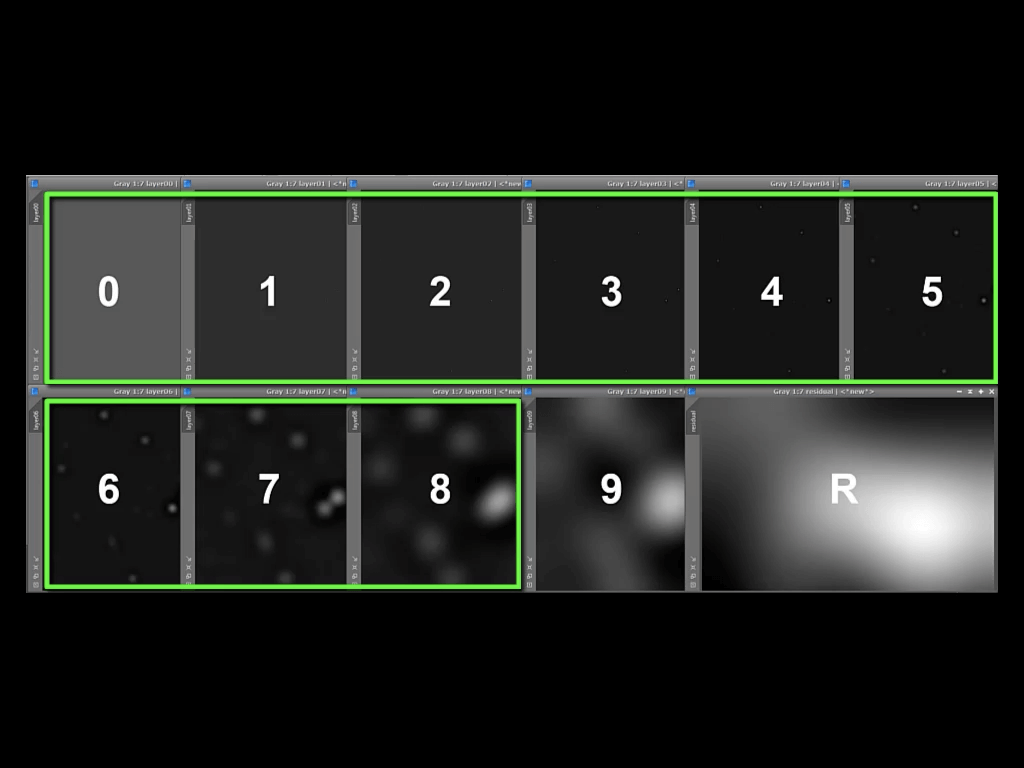 Gray 1:7 layer00 | Gray 1:7 layer01 | <*n Gray 1:7 layer02 | <*new Gray 1:7 layer03 | <* Gray 1:7 layer04 | Gray 1:7 layer05 | <
layer00 layer01 layer02 layer03 layer04 layer05
0 1 2 3 4 5
Gray 1:7 layer06 | Gray 1:7 layer07 | <*n Gray 1:7 layer08 | <*new Gray 1:7 layer09 | <* Gray 1:7 residual | <*new*>
layer06 layer07 layer08 layer09 residual
6 7 8 9 R